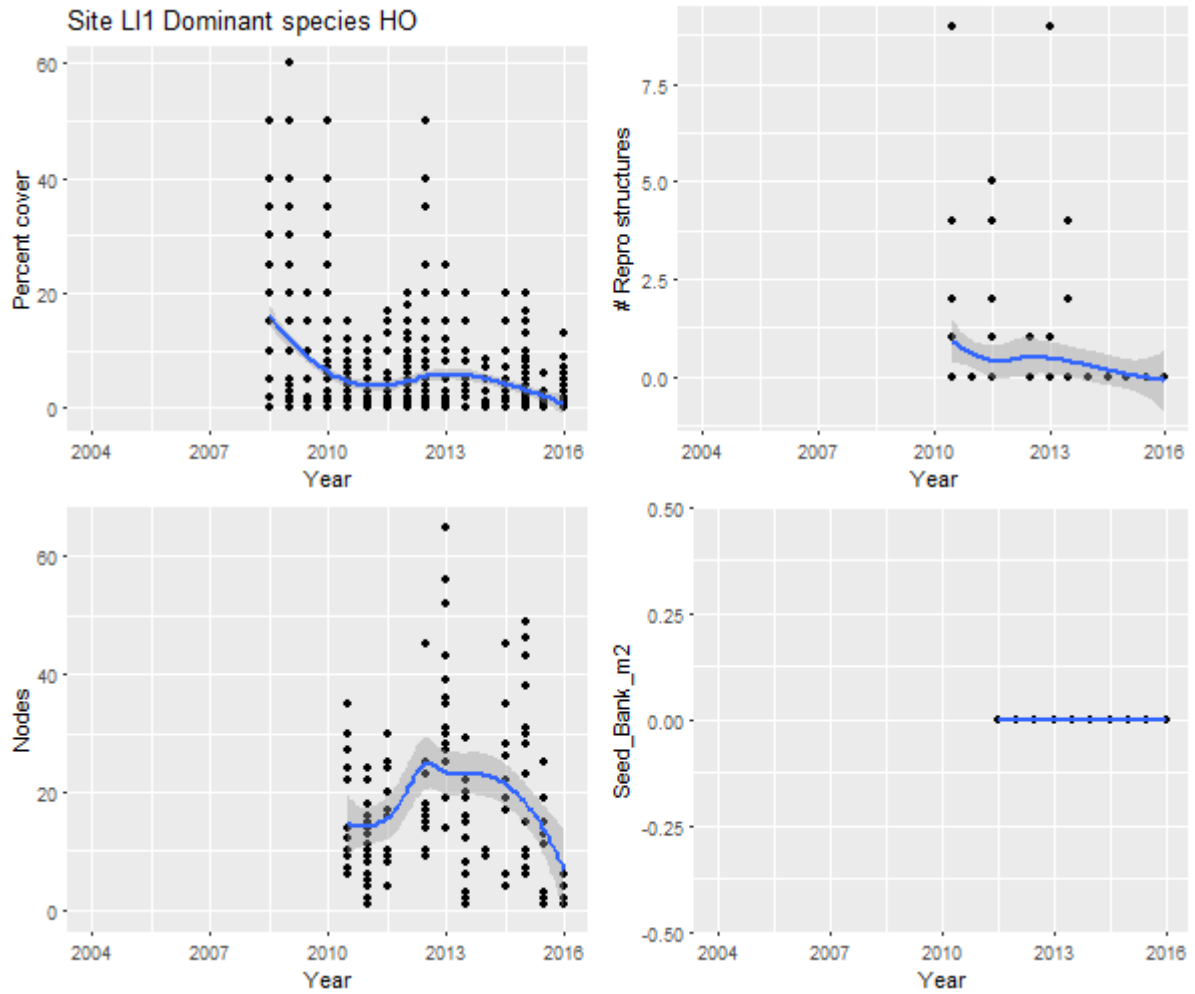 Site LI1 Dominant species HO
60
40
20
0
Percent cover
2004 2007 2010 2013 2016
Year
7.5
5.0
2.5
0.0
# Repro structures
2004 2007 2010 2013 2016
Year
60
40
20
0
Nodes
2004 2007 2010 2013 2016
Year
0.50
0.25
0.00
-0.25
-0.50
Seed_Bank_m2
2004 2007 2010 2013 2016
Year